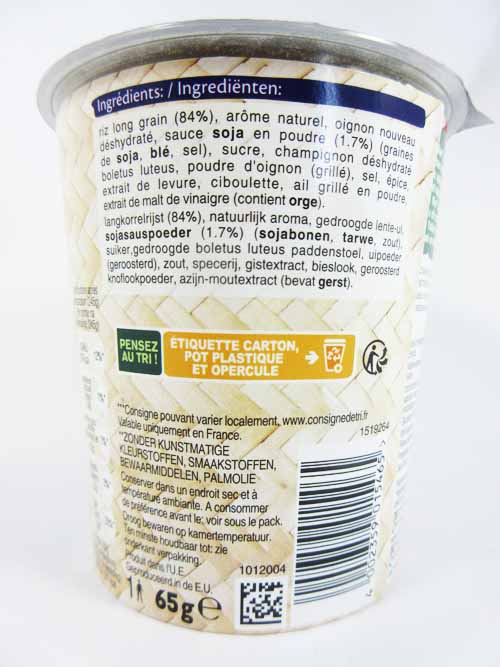 Ingrédients: / Ingrediënten:
riz long grain (84%), arôme naturel, oignon nouveau
déshydraté, sauce soja en poudre (1.7%) (graines
de soja, blé, sel), sucre, champignon déshydraté
boletus luteus, poudre d'oignon (grillé), sel, épice,
extrait de levure, ciboulette, ail grillé en poudre,
extrait de malt de vinaigre (contient orge).
langkorrelrijst (84%), natuurlijk aroma, gedroogde lente-ui,
sojasauspoeder (1.7%) (sojabonen, tarwe, zout),
suiker,gedroogde boletus luteus paddenstoel, uipoeder
(geroosterd), zout, specerij, gistextract, bieslook, geroosterd
knoflookpoeder, azijn-moutextract (bevat gerst).
PENSEZ
AU TRI !
ÉTIQUETTE CARTON,
POT PLASTIQUE
ET OPERCULE
***Consigne pouvant varier localement, www.consignedetri.fr
Valable uniquement en France.
1519264
**ZONDER KUNSTMATIGE
KLEURSTOFFEN, SMAAKSTOFFEN,
BEWAARMIDDELEN, PALMOLIE
Conserver dans un endroit sec et à
température ambiante. A consommer
de préférence avant le: voir sous le pack.
Droog bewaren op kamertemperatuur.
Ten minste houdbaar tot: zie
onderkant verpakking.
Produit dans l'U.E.
Geproduceerd in de E.U.
1012004
65g e
4 002359 015465 >